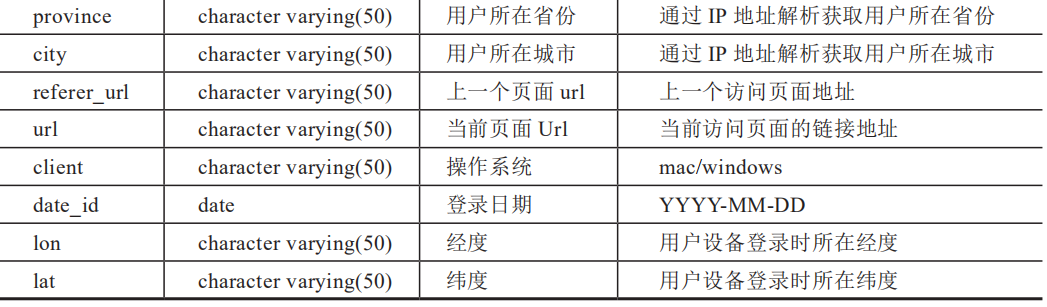 province character varying(50) 用户所在省份 通过 IP 地址解析获取用户所在省份
city character varying(50) 用户所在城市 通过 IP 地址解析获取用户所在城市
referer_url character varying(50) 上一个页面 url 上一个访问页面地址
url character varying(50) 当前页面 Url 当前访问页面的链接地址
client character varying(50) 操作系统 mac/windows
date_id date 登录日期 YYYY-MM-DD
lon character varying(50) 经度 用户设备登录时所在经度
lat character varying(50) 纬度 用户设备登录时所在纬度